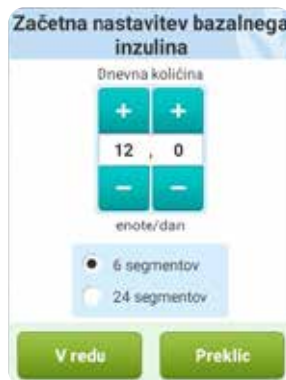 Začetna nastavitev bazalnega
inzulina
Dnevna količina
+ +
12 , 0
− −
enote/dan
6 segmentov
24 segmentov
V redu Preklic